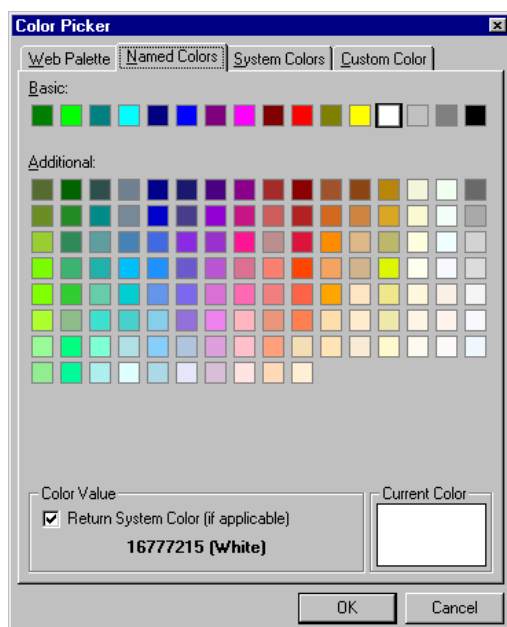 Color Picker
Web Palette Named Colors System Colors Custom Color
Basic:
Additional:
Color Value
Current Color
Return System Color (if applicable)
16777215 (White)
OK Cancel